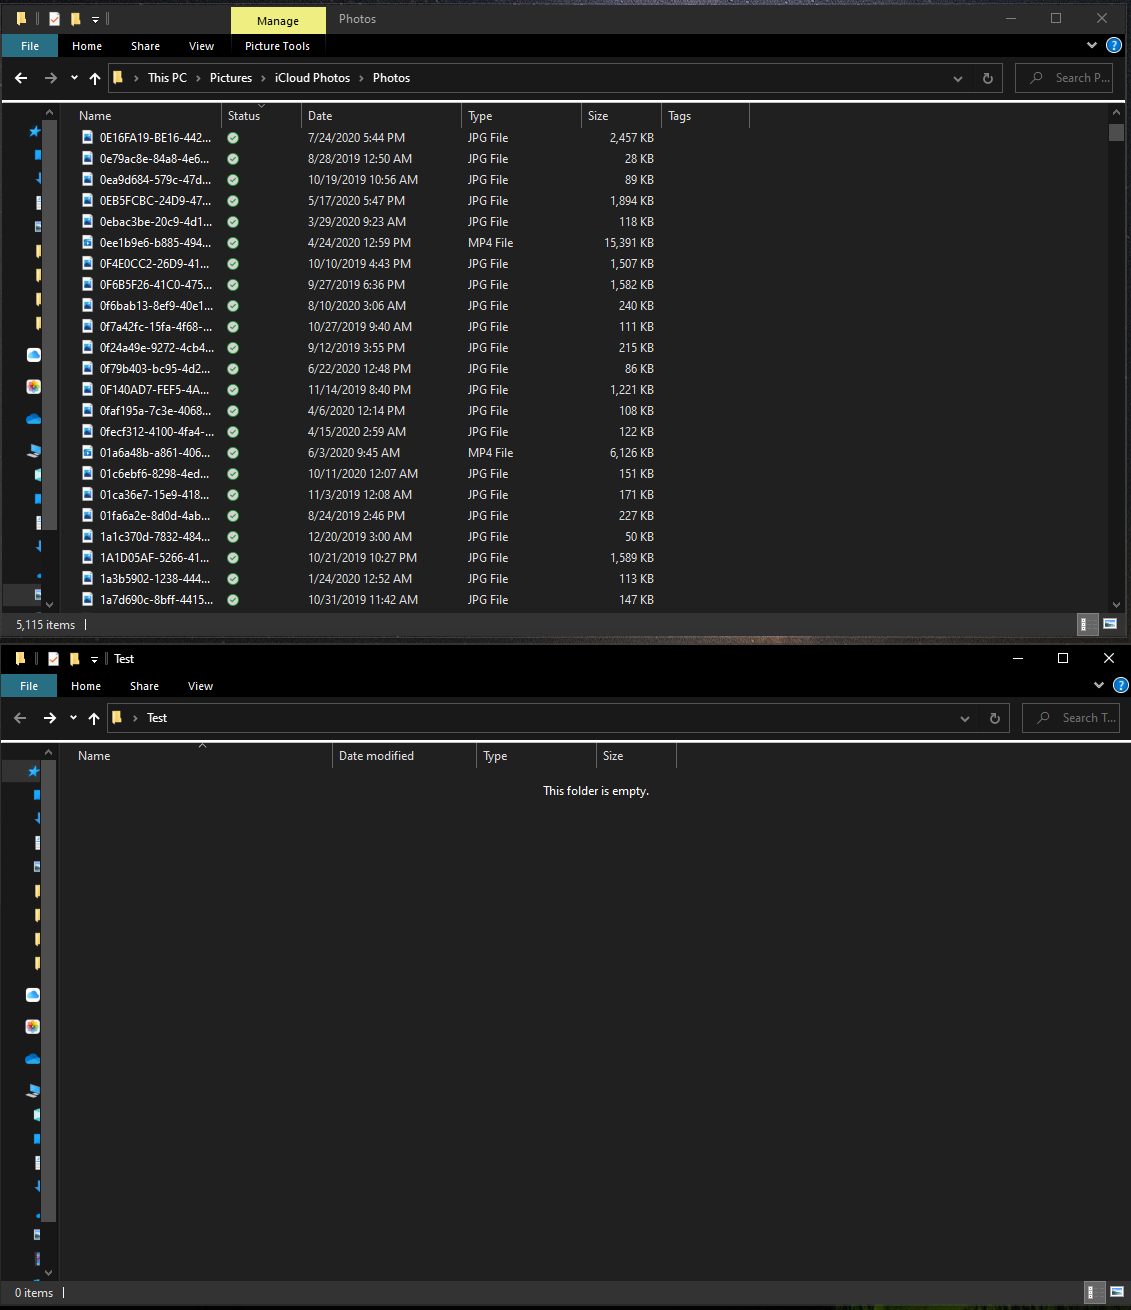 Manage Photos
File Home Share View Picture Tools
This PC › Pictures › iCloud Photos › Photos Search P...
Name Status Date Type Size Tags
0E16FA19-BE16-442... 7/24/2020 5:44 PM JPG File 2,457 KB
0e79ac8e-84a8-4e6... 8/28/2019 12:50 AM JPG File 28 KB
0ea9d684-579c-47d... 10/19/2019 10:56 AM JPG File 89 KB
0EB5FCBC-24D9-47... 5/17/2020 5:47 PM JPG File 1,894 KB
0ebac3be-20c9-4d1... 3/29/2020 9:23 AM JPG File 118 KB
0ee1b9e6-b885-494... 4/24/2020 12:59 PM MP4 File 15,391 KB
0F4E0CC2-26D9-41... 10/10/2019 4:43 PM JPG File 1,507 KB
0F6B5F26-41C0-475... 9/27/2019 6:36 PM JPG File 1,582 KB
0f6bab13-8ef9-40e1... 8/10/2020 3:06 AM JPG File 240 KB
0f7a42fc-15fa-4f68-... 10/27/2019 9:40 AM JPG File 111 KB
0f24a49e-9272-4cb4... 9/12/2019 3:55 PM JPG File 215 KB
0f79b403-bc95-4d2... 6/22/2020 12:48 PM JPG File 86 KB
0F140AD7-FEF5-4A... 11/14/2019 8:40 PM JPG File 1,221 KB
0faf195a-7c3e-4068... 4/6/2020 12:14 PM JPG File 108 KB
0fecf312-4100-4fa4-... 4/15/2020 2:59 AM JPG File 122 KB
01a6a48b-a861-406... 6/3/2020 9:45 AM MP4 File 6,126 KB
01c6ebf6-8298-4ed... 10/11/2020 12:07 AM JPG File 151 KB
01ca36e7-15e9-418... 11/3/2019 12:08 AM JPG File 171 KB
01fa6a2e-8d0d-4ab... 8/24/2019 2:46 PM JPG File 227 KB
1a1c370d-7832-484... 12/20/2019 3:00 AM JPG File 50 KB
1A1D05AF-5266-41... 10/21/2019 10:27 PM JPG File 1,589 KB
1a3b5902-1238-444... 1/24/2020 12:52 AM JPG File 113 KB
1a7d690c-8bff-4415... 10/31/2019 11:42 AM JPG File 147 KB
5,115 items
Test
File Home Share View
Test Search T...
Name Date modified Type Size
This folder is empty.
0 items